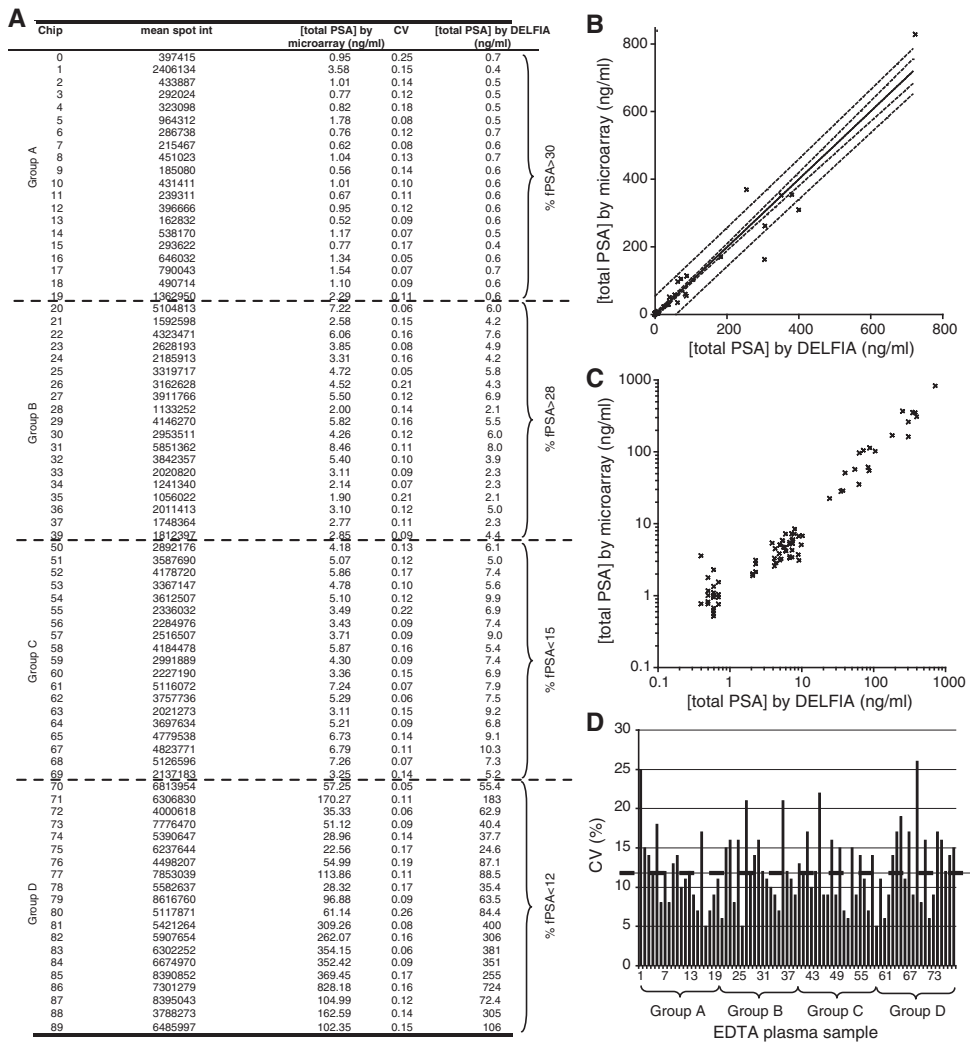 A
Chip mean spot int [total PSA] by microarray (ng/ml) CV [total PSA] by DELFIA (ng/ml)
0 397415 0.95 0.25 0.7
1 2406134 3.58 0.15 0.4
2 433887 1.01 0.14 0.5
3 292024 0.77 0.12 0.5
4 323098 0.82 0.18 0.5
5 964312 1.78 0.08 0.5
6 286738 0.76 0.12 0.7
7 215467 0.62 0.08 0.6
8 451023 1.04 0.13 0.7
9 185080 0.56 0.14 0.6
10 431411 1.01 0.10 0.6
11 239311 0.67 0.11 0.6
12 396666 0.95 0.12 0.6
13 162832 0.52 0.09 0.6
14 538170 1.17 0.07 0.5
15 293622 0.77 0.17 0.4
16 646032 1.34 0.05 0.6
17 790043 1.54 0.07 0.7
18 490714 1.10 0.09 0.6
19 1362950 2.29 0.11 0.6
Group A
% fPSA>30
20 5104813 7.22 0.06 6.0
21 1592598 2.58 0.15 4.2
22 4323471 6.06 0.16 7.6
23 2628193 3.85 0.08 4.9
24 2185913 3.31 0.16 4.2
25 3319717 4.72 0.05 5.8
26 3162628 4.52 0.21 4.3
27 3911766 5.50 0.12 6.9
28 1133252 2.00 0.14 2.1
29 4146270 5.82 0.16 5.5
30 2953511 4.26 0.12 6.0
31 5851362 8.46 0.11 8.0
32 3842357 5.40 0.10 3.9
33 2020820 3.11 0.09 2.3
34 1241340 2.14 0.07 2.3
35 1056022 1.90 0.21 2.1
36 2011413 3.10 0.12 5.0
37 1748364 2.77 0.11 2.3
39 1812397 2.85 0.09 4.4
Group B
% fPSA>28
50 2892176 4.18 0.13 6.1
51 3587690 5.07 0.12 5.0
52 4178720 5.86 0.17 7.4
53 3367147 4.78 0.10 5.6
54 3612507 5.10 0.12 9.9
55 2336032 3.49 0.22 6.9
56 2284976 3.43 0.09 7.4
57 2516507 3.71 0.09 9.0
58 4184478 5.87 0.16 5.4
59 2991889 4.30 0.09 7.4
60 2227190 3.36 0.15 6.9
61 5116072 7.24 0.07 7.9
62 3757736 5.29 0.06 7.5
63 2021273 3.11 0.15 9.2
64 3697634 5.21 0.09 6.8
65 4779538 6.73 0.14 9.1
67 4823771 6.79 0.11 10.3
68 5126596 7.26 0.07 7.3
69 2137183 3.25 0.14 5.2
Group C
% fPSA<15
70 6813954 57.25 0.05 55.4
71 6306830 170.27 0.11 183
72 4000618 35.33 0.06 62.9
73 7776470 51.12 0.09 40.4
74 5390647 28.96 0.14 37.7
75 6237644 22.56 0.17 24.6
76 4498207 54.99 0.19 87.1
77 7853039 113.86 0.11 88.5
78 5582637 28.32 0.17 35.4
79 8616760 96.88 0.09 63.5
80 5117871 61.14 0.26 84.4
81 5421264 309.26 0.08 400
82 5907654 262.07 0.16 306
83 6302252 354.15 0.06 381
84 6674970 352.42 0.09 351
85 8390852 369.45 0.17 255
86 7301279 828.18 0.16 724
87 8395043 104.99 0.12 72.4
88 3788273 162.59 0.14 305
89 6485997 102.35 0.15 106
Group D
% fPSA<12
B
[total PSA] by microarray (ng/ml)
800
600
400
200
0
0 200 400 600 800
[total PSA] by DELFIA (ng/ml)
C
[total PSA] by microarray (ng/ml)
1000
100
10
1
0.1
0.1 1 10 100 1000
[total PSA] by DELFIA (ng/ml)
D
CV (%)
30
25
20
15
10
5
0
1 7 13 19 25 31 37 43 49 55 61 67 73
Group A Group B Group C Group D
EDTA plasma sample